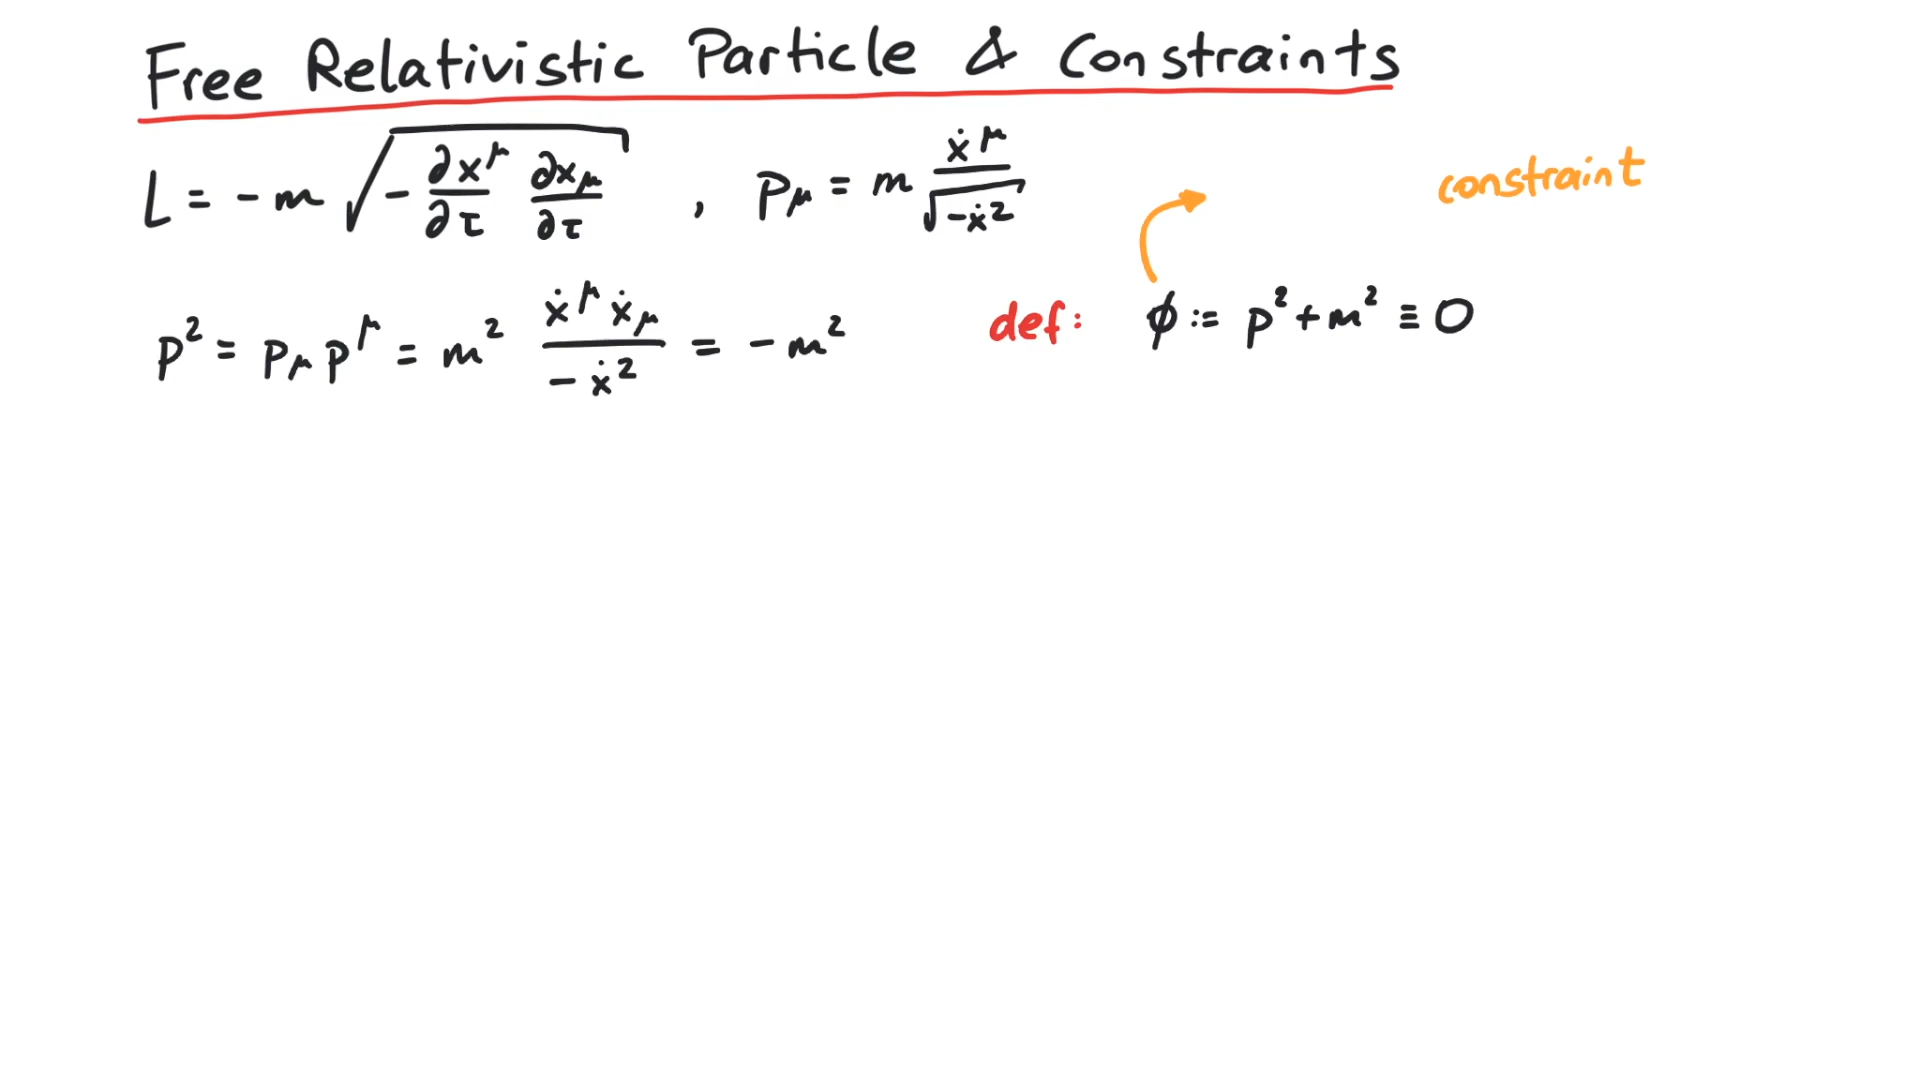 Free Relativistic Particle & Constraints
L = -m √(-∂x^μ/∂τ ∂x_μ/∂τ) , p_μ = m ẋ^μ/√(-ẋ²)
constraint
p² = p_μ p^μ = m² ẋ^μ ẋ_μ/(-ẋ²) = -m²
def: ϕ := p² + m² ≡ 0